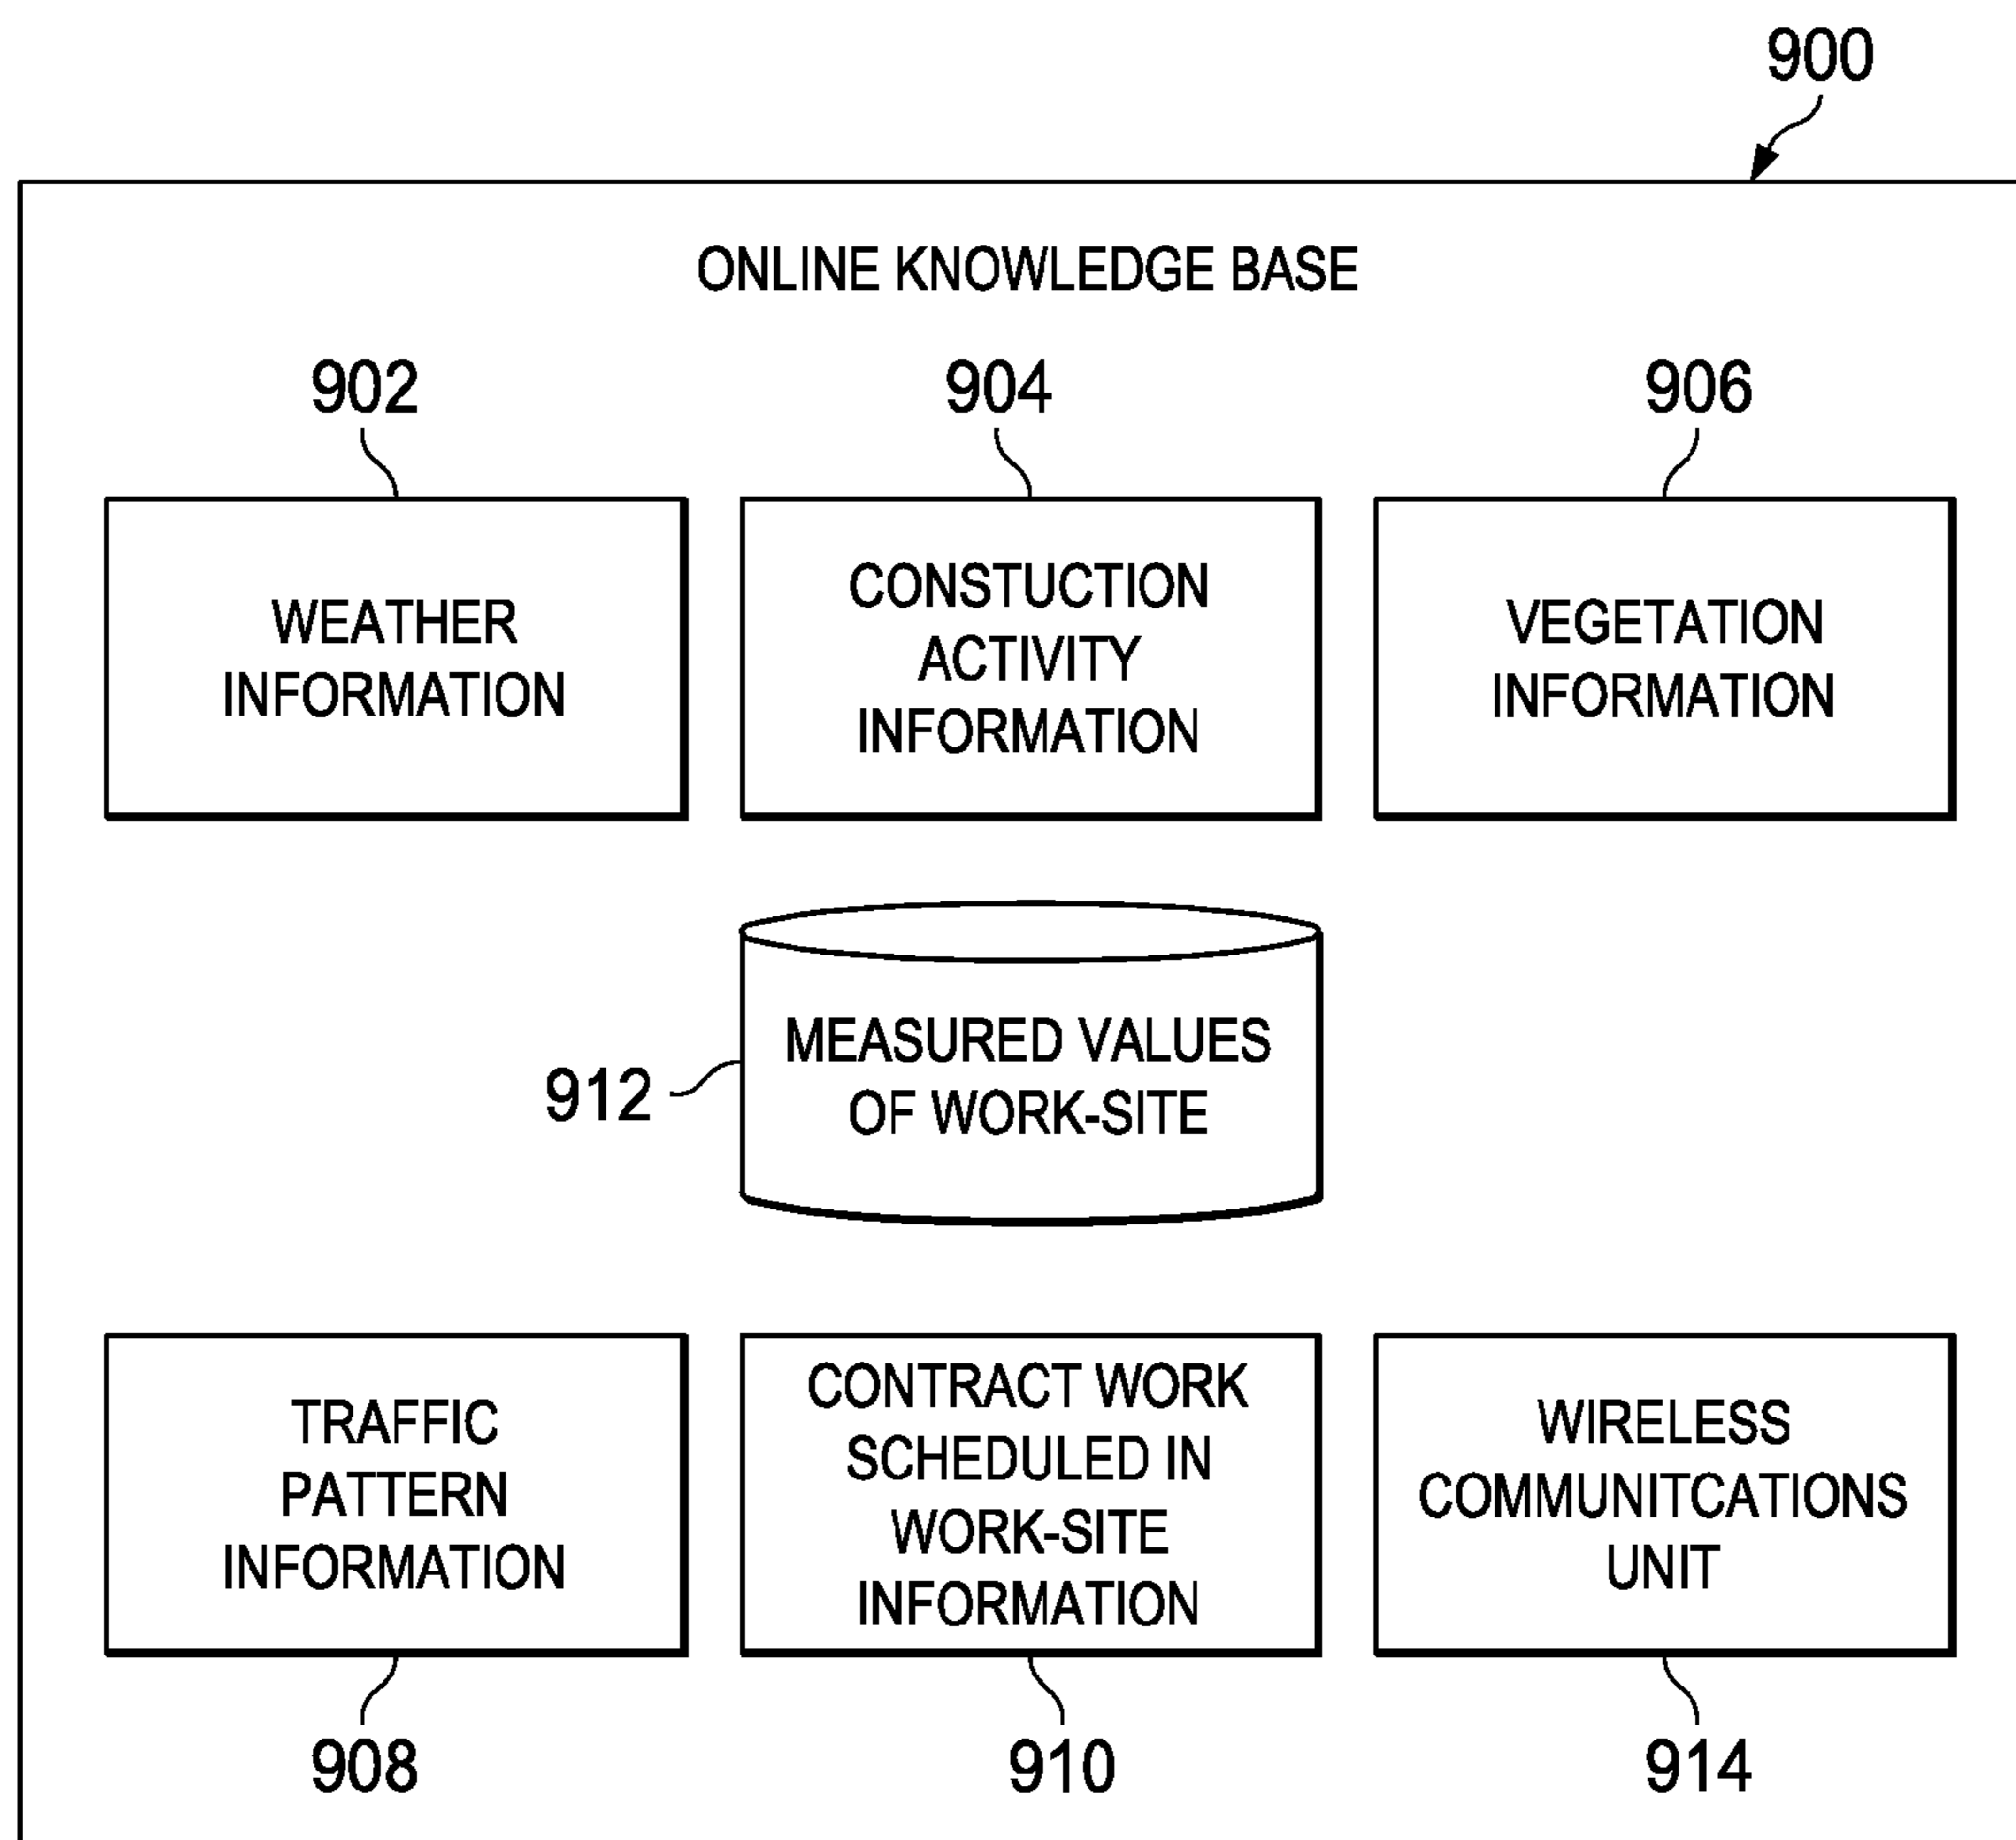 900
ONLINE KNOWLEDGE BASE
902
904
906
WEATHER
INFORMATION
CONSTUCTION
ACTIVITY
INFORMATION
VEGETATION
INFORMATION
912
MEASURED VALUES
OF WORK-SITE
TRAFFIC
PATTERN
INFORMATION
CONTRACT WORK
SCHEDULED IN
WORK-SITE
INFORMATION
WIRELESS
COMMUNITCATIONS
UNIT
908
910
914